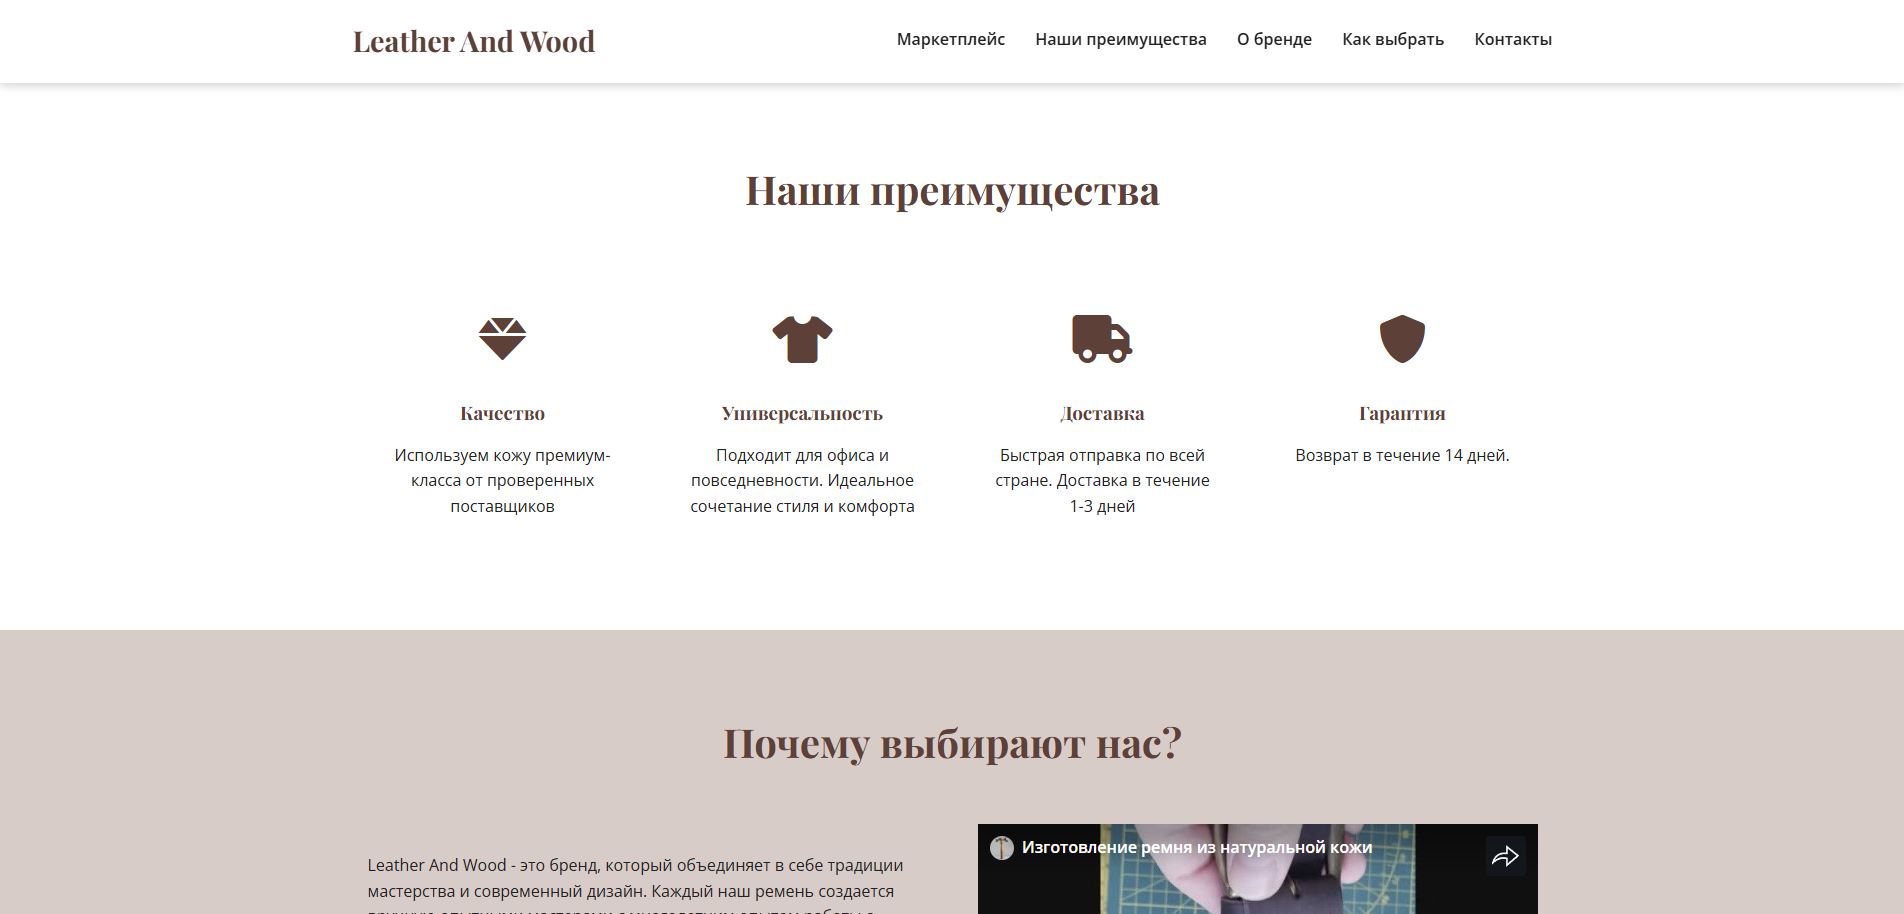 Leather And Wood
Маркетплейс Наши преимущества О бренде Как выбрать Контакты
Наши преимущества
Качество
Используем кожу премиум-
класса от проверенных
поставщиков
Универсальность
Подходит для офиса и
повседневности. Идеальное
сочетание стиля и комфорта
Доставка
Быстрая отправка по всей
стране. Доставка в течение
1-3 дней
Гарантия
Возврат в течение 14 дней.
Почему выбирают нас?
Leather And Wood - это бренд, который объединяет в себе традиции
мастерства и современный дизайн. Каждый наш ремень создается
Изготовление ремня из натуральной кожи